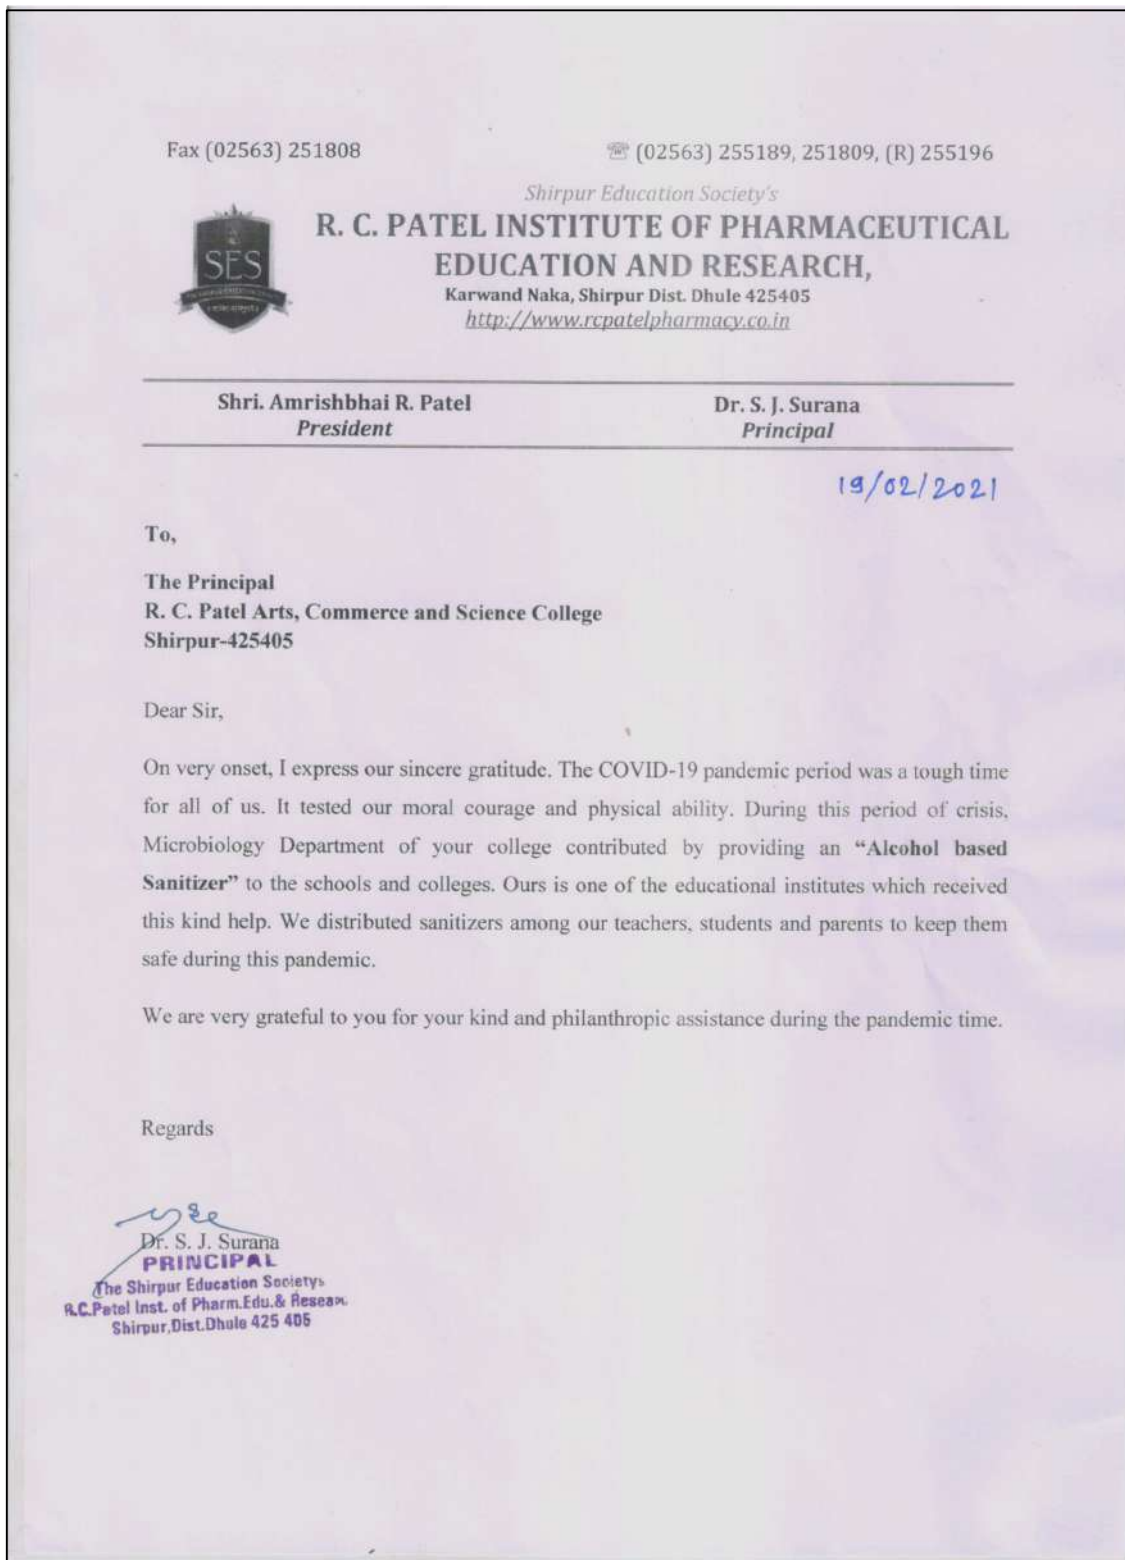 Fax (02563) 251808
☏ (02563) 255189, 251809, (R) 255196
Shirpur Education Society's
R. C. PATEL INSTITUTE OF PHARMACEUTICAL
EDUCATION AND RESEARCH,
Karwand Naka, Shirpur Dist. Dhule 425405
http://www.rcpatelpharmacy.co.in
SES
Shri. Amrishbhai R. Patel
President
Dr. S. J. Surana
Principal
19/02/2021
To,
The Principal
R. C. Patel Arts, Commerce and Science College
Shirpur-425405
Dear Sir,
On very onset, I express our sincere gratitude. The COVID-19 pandemic period was a tough time
for all of us. It tested our moral courage and physical ability. During this period of crisis,
Microbiology Department of your college contributed by providing an “Alcohol based
Sanitizer” to the schools and colleges. Ours is one of the educational institutes which received
this kind help. We distributed sanitizers among our teachers, students and parents to keep them
safe during this pandemic.
We are very grateful to you for your kind and philanthropic assistance during the pandemic time.
Regards
Dr. S. J. Surana
PRINCIPAL
The Shirpur Education Societys
R.C.Patel Inst. of Pharm.Edu.& Resear
Shirpur,Dist.Dhule 425 405